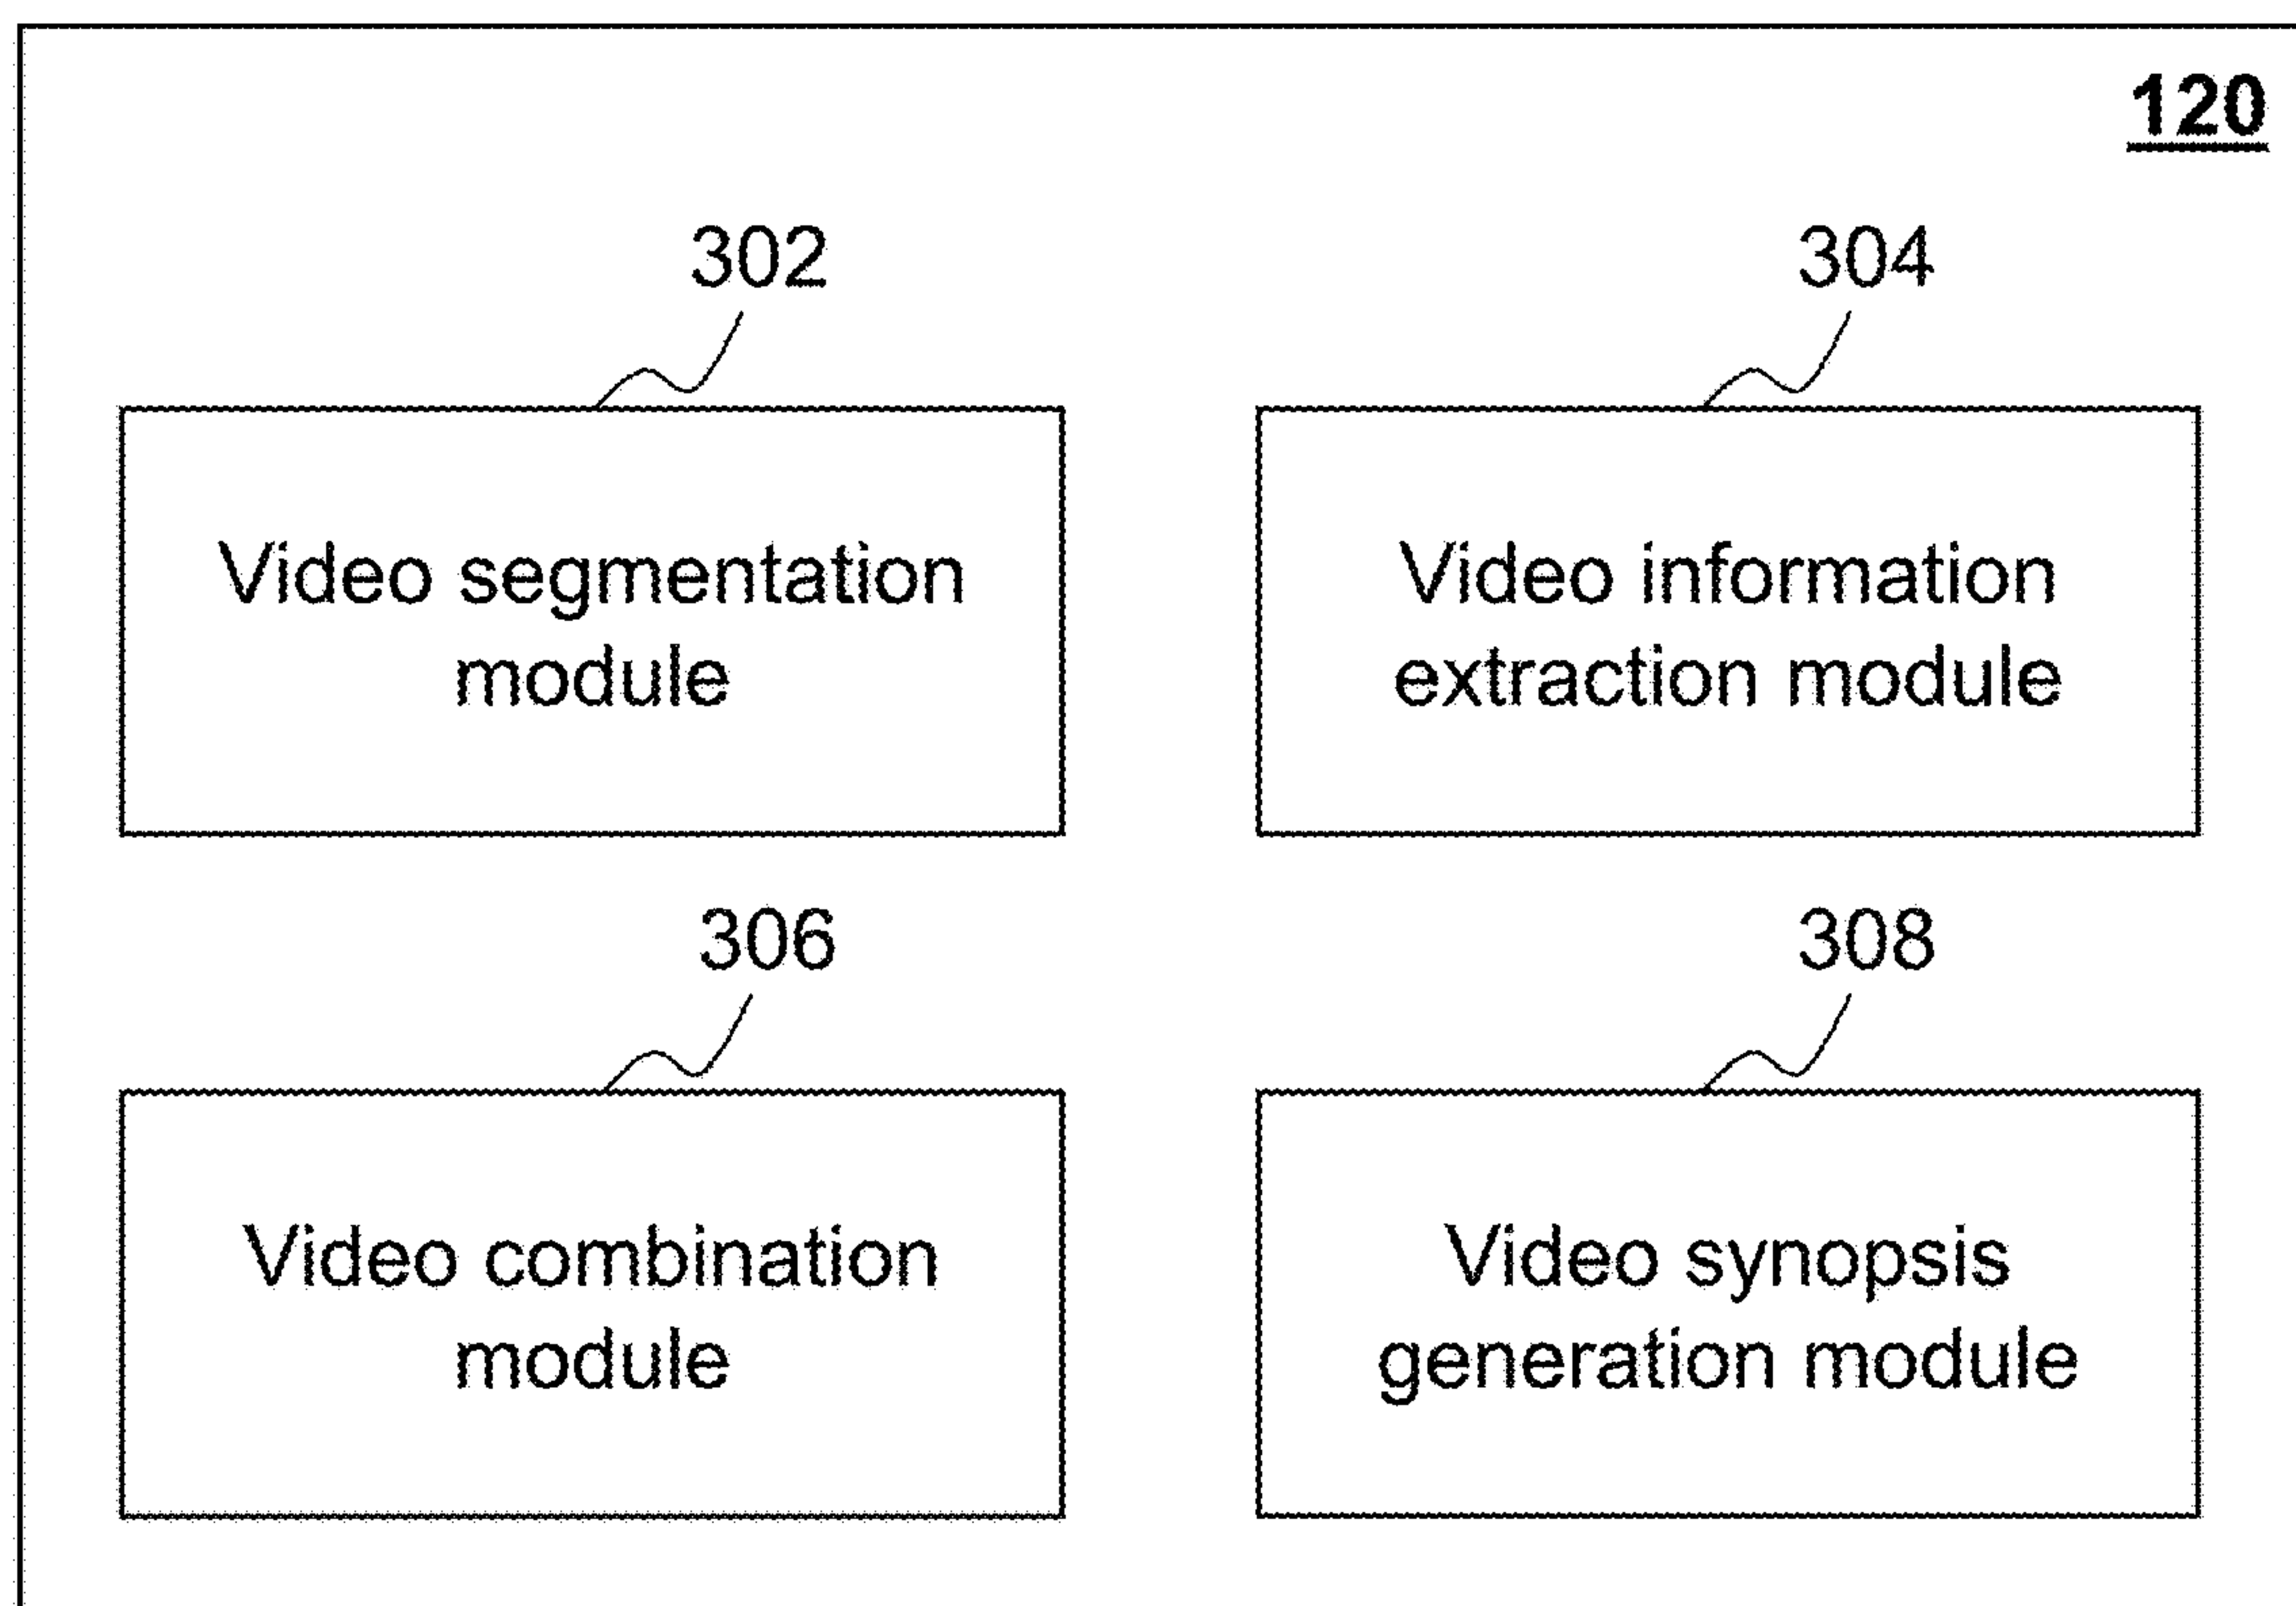 120
302
304
Video segmentation
module
Video information
extraction module
306
308
Video combination
module
Video synopsis
generation module